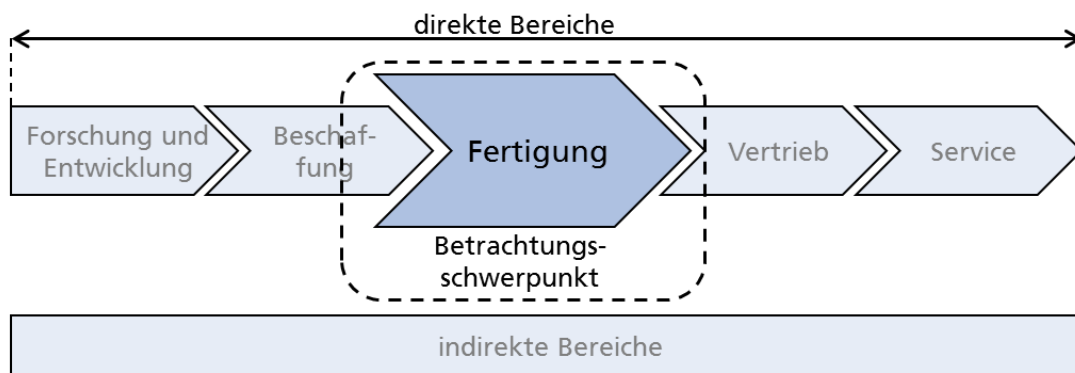 direkte Bereiche
Forschung und
Entwicklung
Beschaf-
fung
Fertigung
Vertrieb
Service
Betrachtungs-
schwerpunkt
indirekte Bereiche